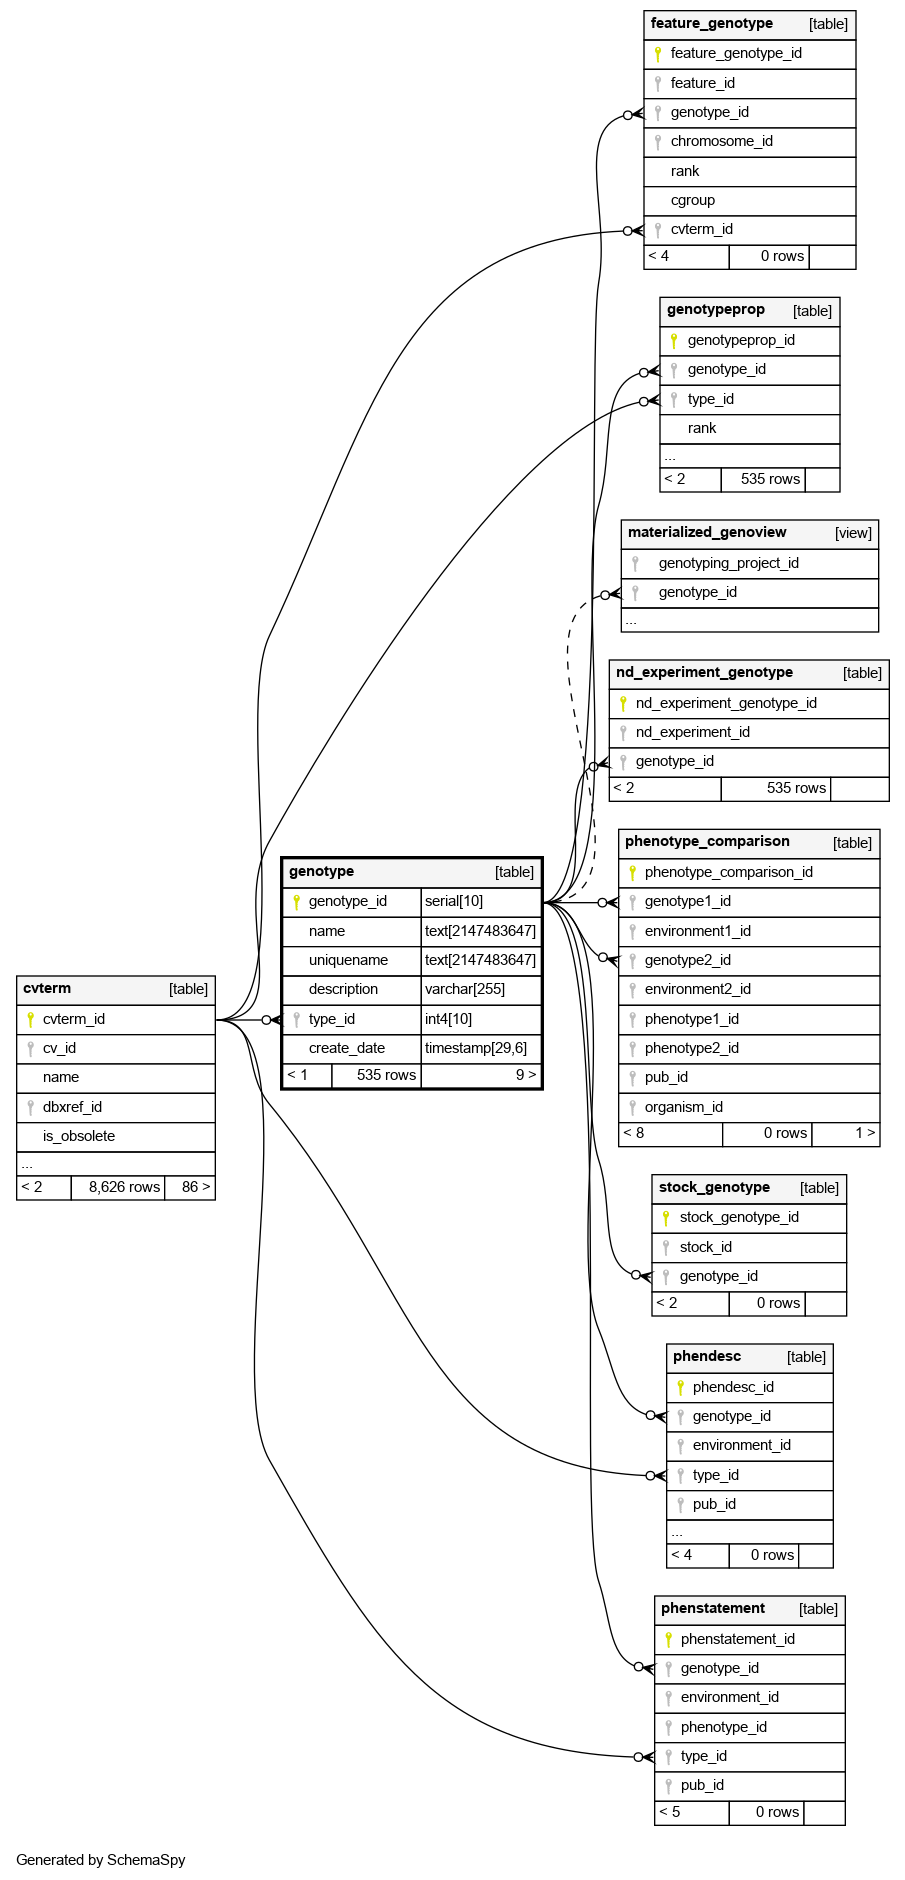 feature_genotype [table]
feature_genotype_id
feature_id
genotype_id
chromosome_id
rank
cgroup
cvterm_id
< 4 0 rows
genotypeprop [table]
genotypeprop_id
genotype_id
type_id
rank
...
< 2 535 rows
materialized_genoview [view]
genotyping_project_id
genotype_id
...
nd_experiment_genotype [table]
nd_experiment_genotype_id
nd_experiment_id
genotype_id
< 2 535 rows
phenotype_comparison [table]
phenotype_comparison_id
genotype1_id
environment1_id
genotype2_id
environment2_id
phenotype1_id
phenotype2_id
pub_id
organism_id
< 8 0 rows 1 >
genotype [table]
genotype_id serial[10]
name text[2147483647]
uniquename text[2147483647]
description varchar[255]
type_id int4[10]
create_date timestamp[29,6]
< 1 535 rows 9 >
cvterm [table]
cvterm_id
cv_id
name
dbxref_id
is_obsolete
...
< 2 8,626 rows 86 >
stock_genotype [table]
stock_genotype_id
stock_id
genotype_id
< 2 0 rows
phendesc [table]
phendesc_id
genotype_id
environment_id
type_id
pub_id
...
< 4 0 rows
phenstatement [table]
phenstatement_id
genotype_id
environment_id
phenotype_id
type_id
pub_id
< 5 0 rows
Generated by SchemaSpy